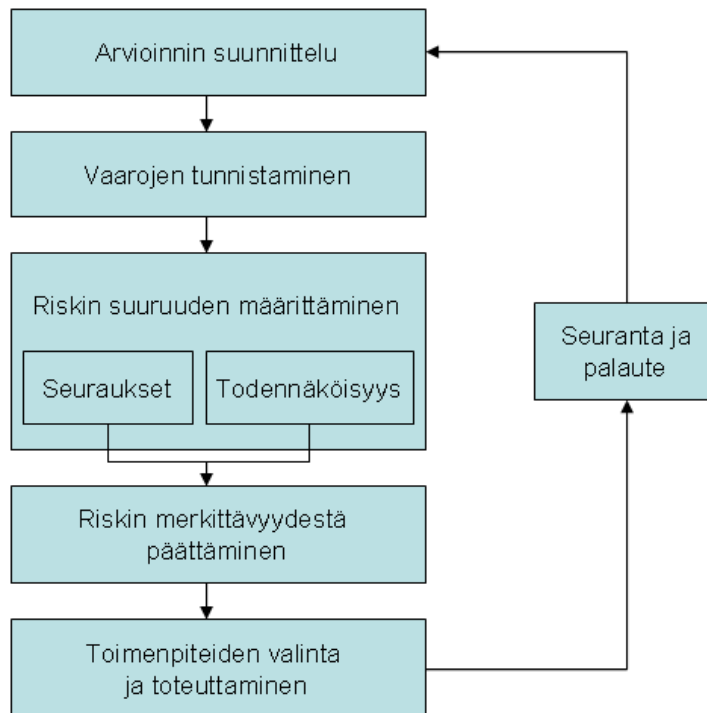 Arvioinnin suunnittelu
Vaarojen tunnistaminen
Riskin suuruuden määrittäminen
Seuraukset
Todennäköisyys
Riskin merkittävyydestä
päättäminen
Toimenpiteiden valinta
ja toteuttaminen
Seuranta ja
palaute